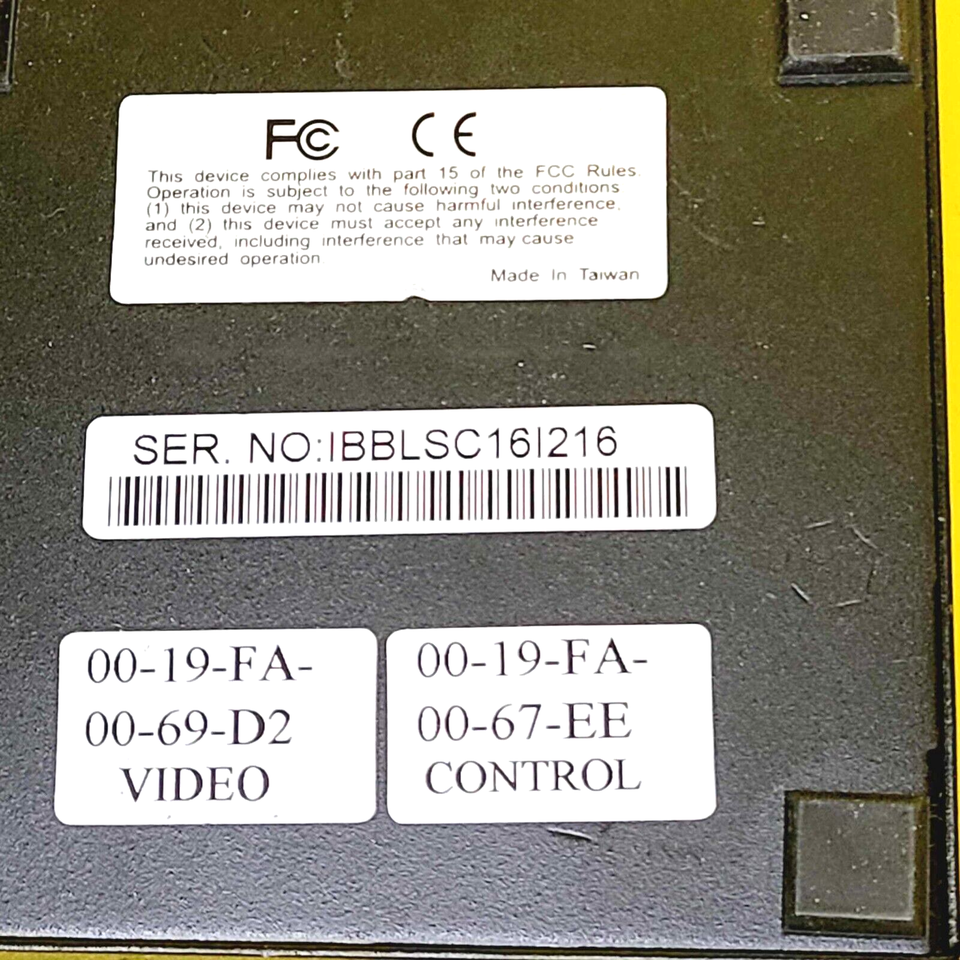 FC CE
This device complies with part 15 of the FCC Rules.
Operation is subject to the following two conditions
(1) this device may not cause harmful interference,
and (2) this device must accept any interference
received, including interference that may cause
undesired operation.
Made In Taiwan
SER. NO:IBBLSC16I216
00-19-FA-
00-69-D2
VIDEO
00-19-FA-
00-67-EE
CONTROL